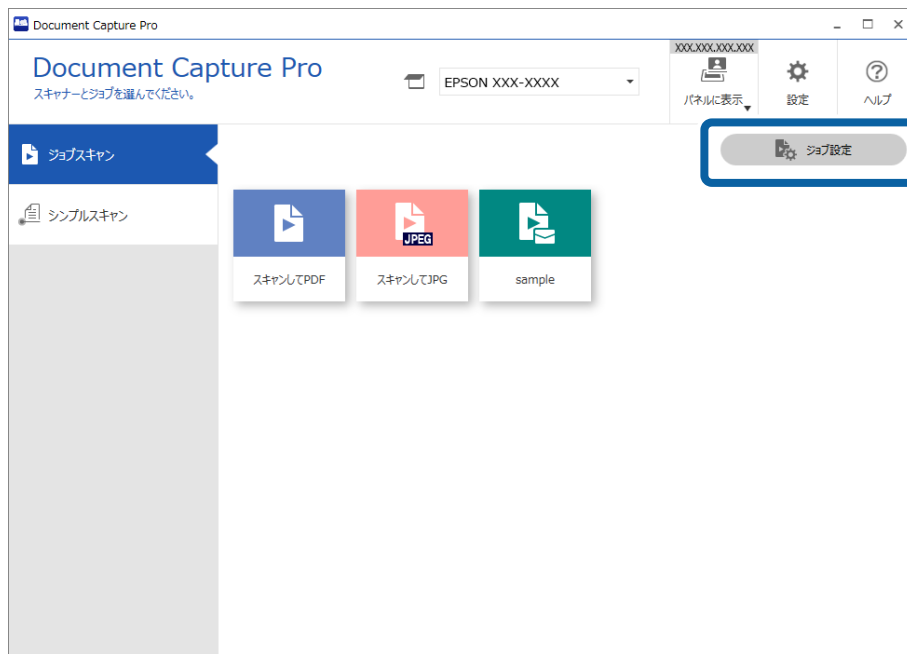 Document Capture Pro
Document Capture Pro
スキャナーとジョブを選んでください。
EPSON XXX-XXXX
XXX.XXX.XXX.XXX
パネルに表示
設定
ヘルプ
ジョブスキャン
ジョブ設定
シンプルスキャン
JPEG
スキャンしてPDF
スキャンしてJPG
sample